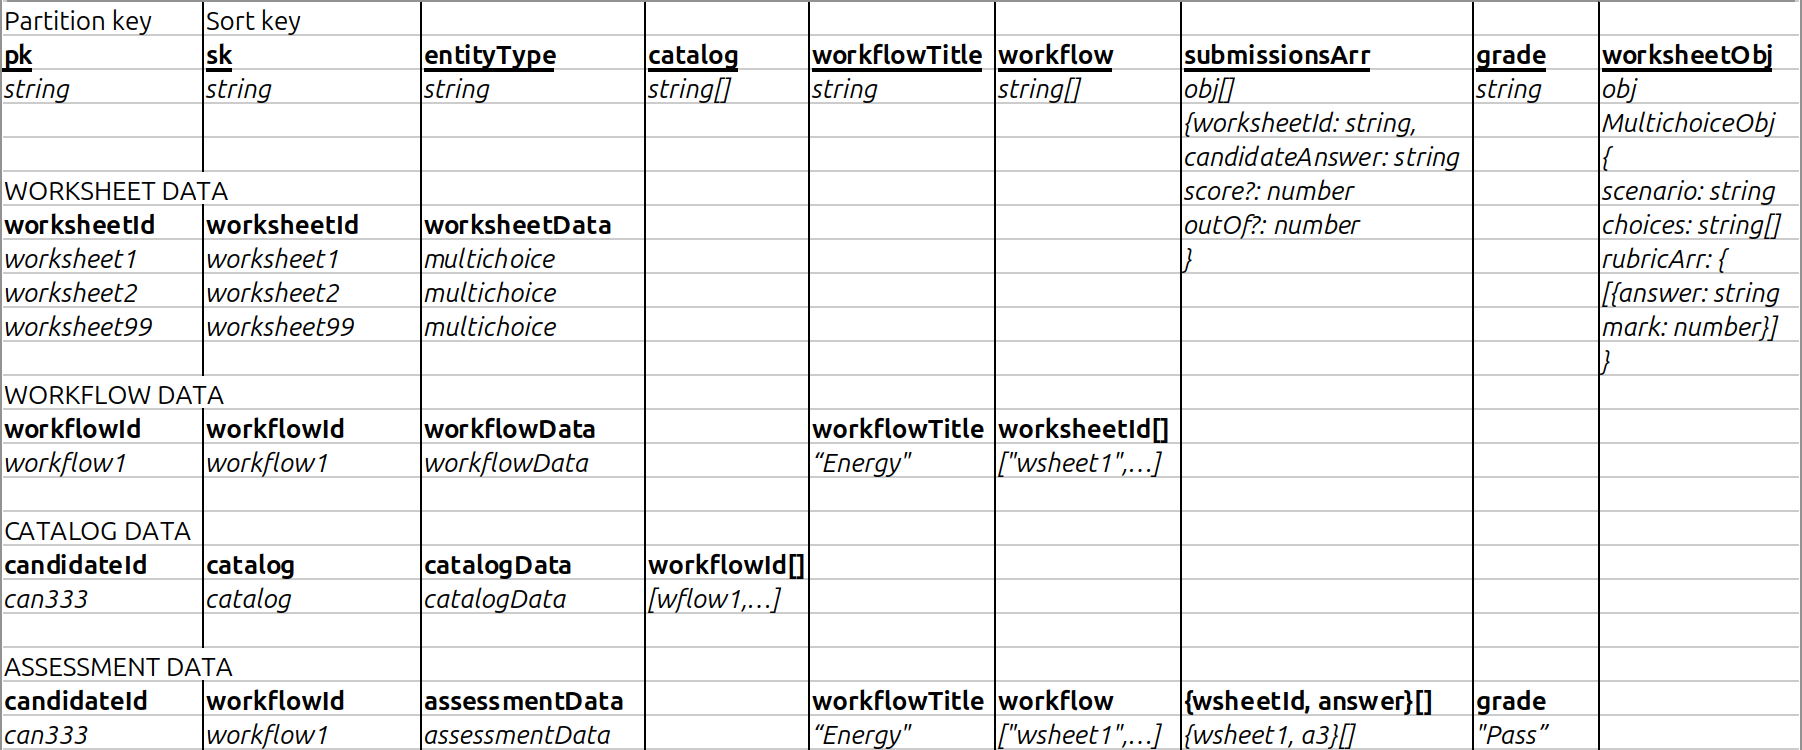 Partition key Sort key
pk sk entityType catalog workflowTitle workflow submissionsArr grade worksheetObj
string string string string[] string string[] obj[] string obj
{worksheetId: string, MultichoiceObj
candidateAnswer: string {
WORKSHEET DATA score?: number scenario: string
worksheetId worksheetId worksheetData outOf?: number choices: string[]
worksheet1 worksheet1 multichoice } rubricArr: {
worksheet2 worksheet2 multichoice [{answer: string
worksheet99 worksheet99 multichoice mark: number}]
}
WORKFLOW DATA
workflowId workflowId workflowData workflowTitle worksheetId[]
workflow1 workflow1 workflowData “Energy" ["wsheet1",…]
CATALOG DATA
candidateId catalog catalogData workflowId[]
can333 catalog catalogData [wflow1,…]
ASSESSMENT DATA
candidateId workflowId assessmentData workflowTitle workflow {wsheetId, answer}[] grade
can333 workflow1 assessmentData “Energy" ["wsheet1",…] {wsheet1, a3}[] "Pass”